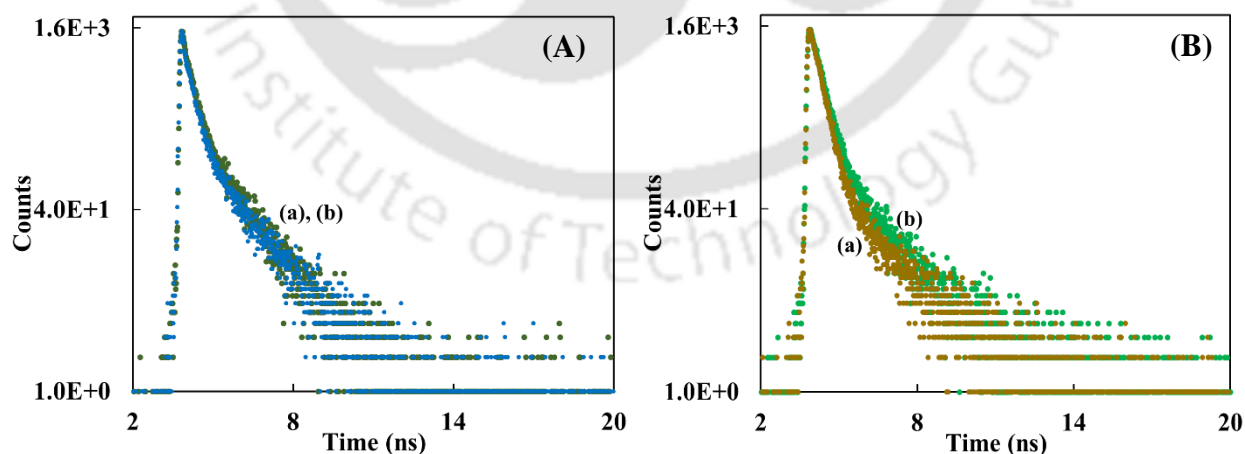 1.6E+3
(A)
Counts
4.0E+1
(a), (b)
1.0E+0
2
8
14
20
Time (ns)
1.6E+3
(B)
Counts
4.0E+1
(b)
(a)
1.0E+0
2
8
14
20
Time (ns)
Institute of Technology Guw